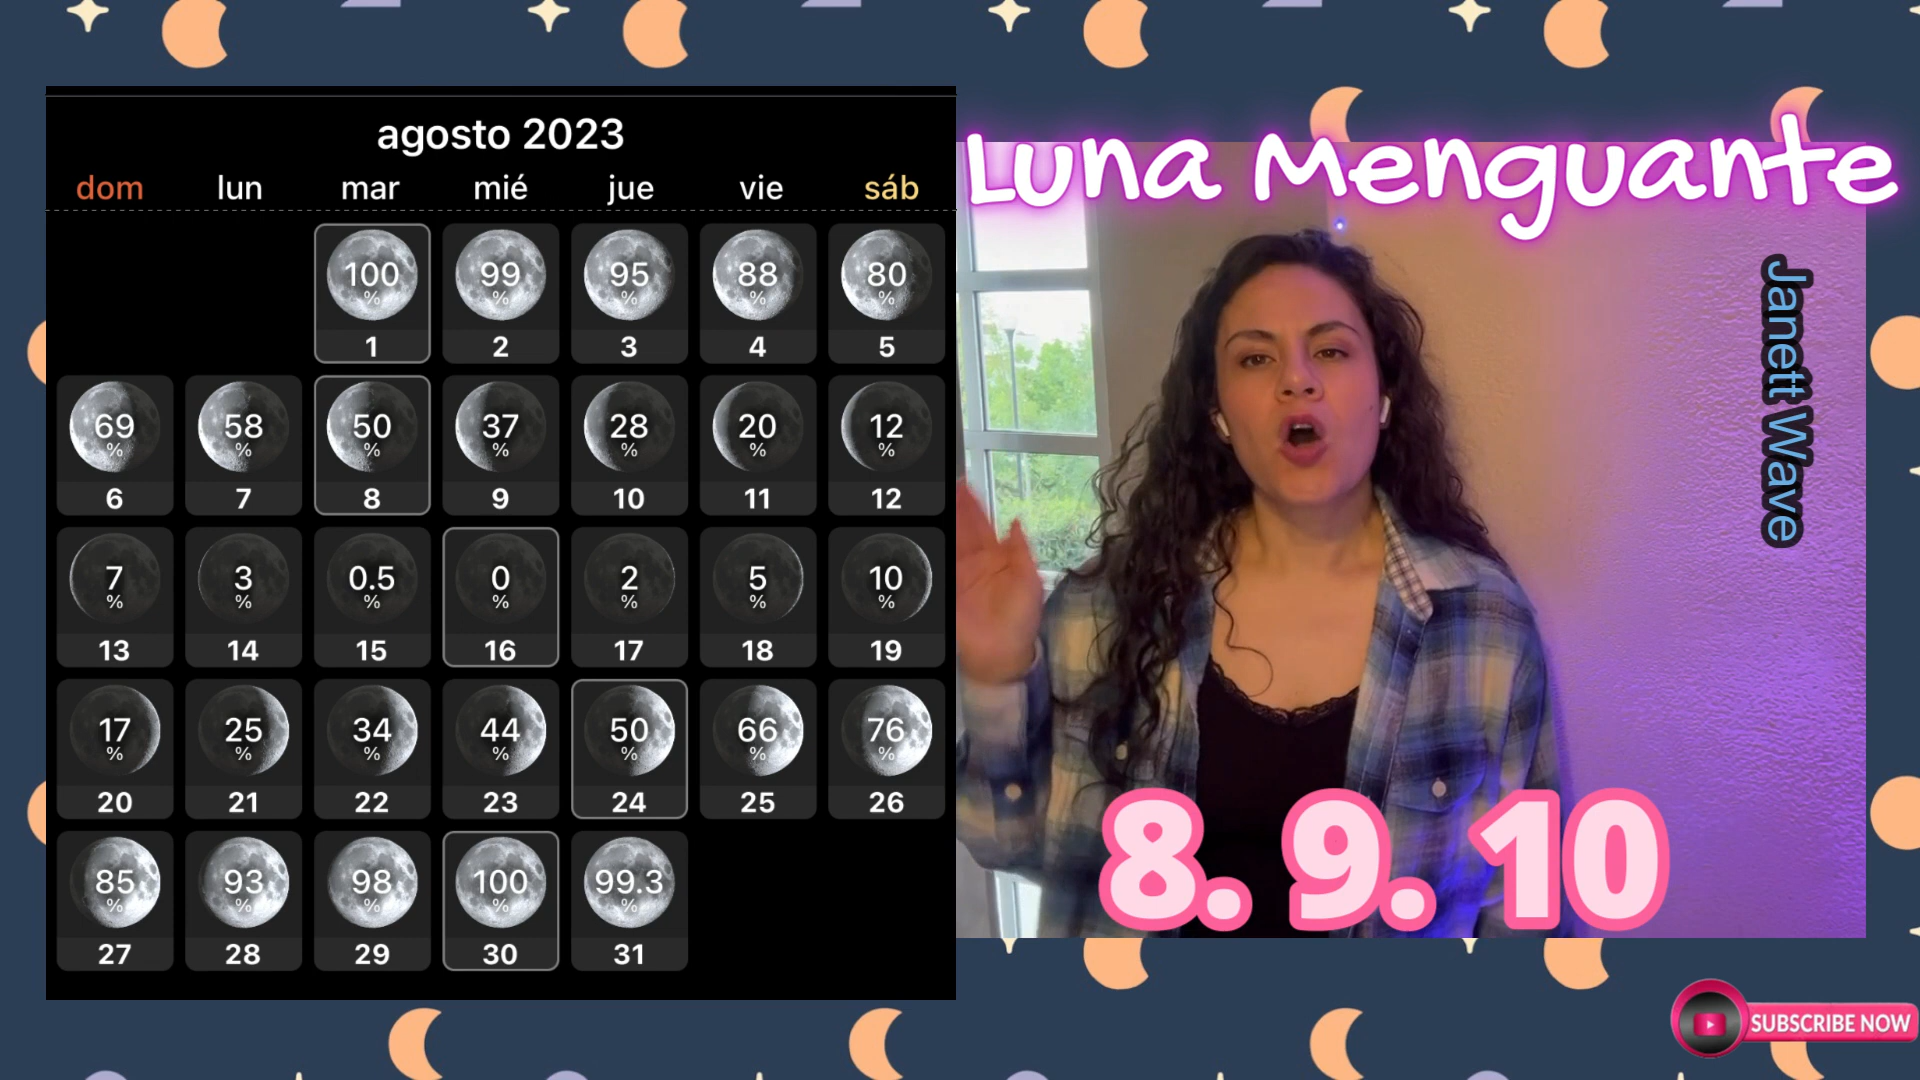 agosto 2023
dom lun mar mié jue vie sáb
100 % 99 % 95 % 88 % 80 %
1 2 3 4 5
69 % 58 % 50 % 37 % 28 % 20 % 12 %
6 7 8 9 10 11 12
7 % 3 % 0.5 % 0 % 2 % 5 % 10 %
13 14 15 16 17 18 19
17 % 25 % 34 % 44 % 50 % 66 % 76 %
20 21 22 23 24 25 26
85 % 93 % 98 % 100 % 99.3 %
27 28 29 30 31
Luna Menguante
Janett Wave
8. 9. 10
SUBSCRIBE NOW